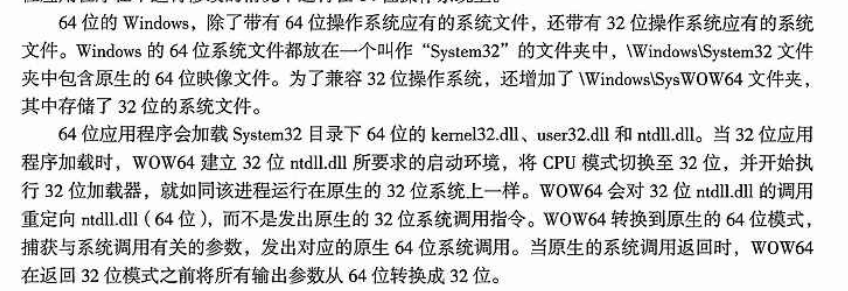 64 位的 Windows，除了带有 64 位操作系统应有的系统文件，还带有 32 位操作系统应有的系统
文件。Windows 的 64 位系统文件都放在一个叫作“System32”的文件夹中，\Windows\System32 文件
夹中包含原生的 64 位映像文件。为了兼容 32 位操作系统，还增加了 \Windows\SysWOW64 文件夹，
其中存储了 32 位的系统文件。
64 位应用程序会加载 System32 目录下 64 位的 kernel32.dll、user32.dll 和 ntdll.dll。当 32 位应用
程序加载时，WOW64 建立 32 位 ntdll.dll 所要求的启动环境，将 CPU 模式切换至 32 位，并开始执
行 32 位加载器，就如同该进程运行在原生的 32 位系统上一样。WOW64 会对 32 位 ntdll.dll 的调用
重定向 ntdll.dll（64 位），而不是发出原生的 32 位系统调用指令。WOW64 转换到原生的 64 位模式，
捕获与系统调用有关的参数，发出对应的原生 64 位系统调用。当原生的系统调用返回时，WOW64
在返回 32 位模式之前将所有输出参数从 64 位转换成 32 位。